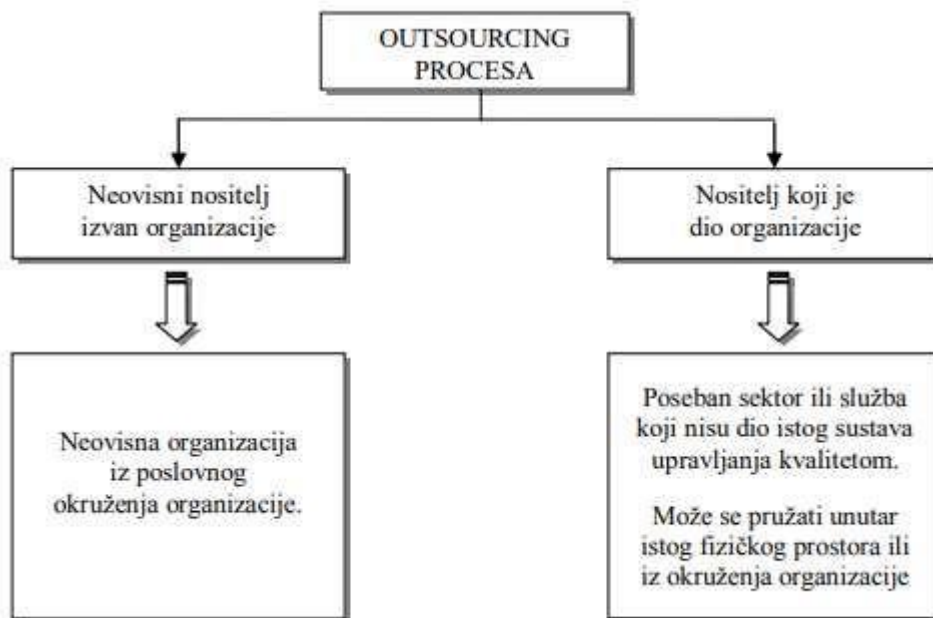 OUTSOURCING
PROCESA
Neovisni nositelj
izvan organizacije
Nositelj koji je
dio organizacije
Neovisna organizacija
iz poslovnog
okruženja organizacije.
Poseban sektor ili služba
koji nisu dio istog sustava
upravljanja kvalitetom.
Može se pružati unutar
istog fizičkog prostora ili
iz okruženja organizacije